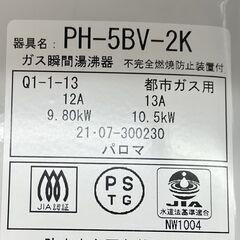 器具名: PH-5BV-2K
ガス瞬間湯沸器 不完全燃焼防止装置付
Q1-1-13 都市ガス用
12A 13A
9.80kW 10.5kW
21·07-300230
パロマ
JIA認証
PS
TG
JIA
水道法基準適合
NW1004